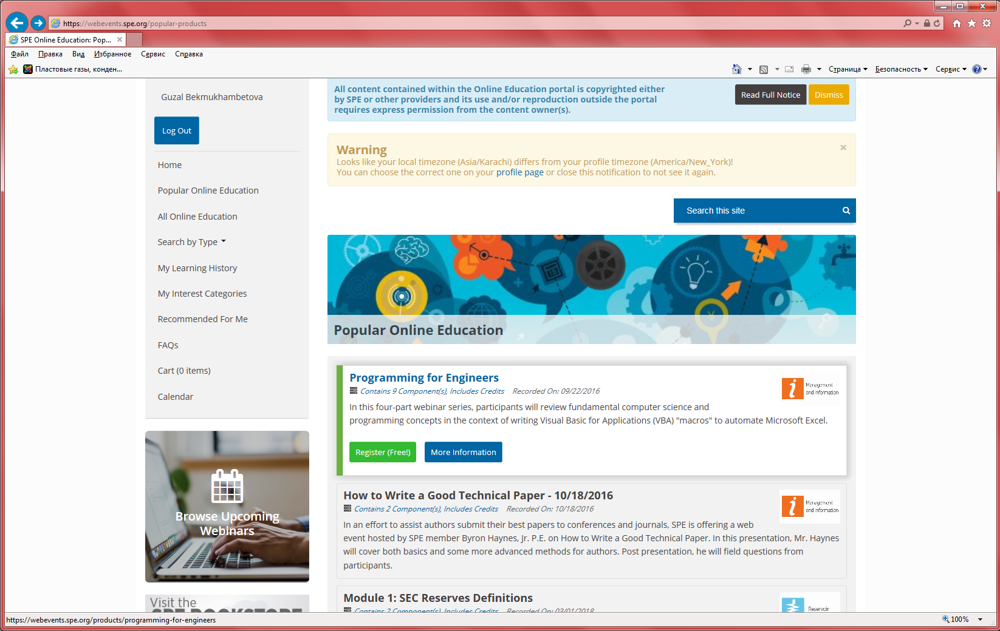 https://webevents.spe.org/popular-products
SPE Online Education: Pop...
Файл Правка Вид Избранное Сервис Справка
Пластовые газы, конден...
Страница Безопасность Сервис
Guzal Bekmukhambetova
Log Out
Home
Popular Online Education
All Online Education
Search by Type
My Learning History
My Interest Categories
Recommended For Me
FAQs
Cart (0 items)
Calendar
Browse Upcoming
Webinars
Visit the
SPE BOOKSTORE
All content contained within the Online Education portal is copyrighted either
by SPE or other providers and its use and/or reproduction outside the portal
requires express permission from the content owner(s).
Read Full Notice Dismiss
Warning
Looks like your local timezone (Asia/Karachi) differs from your profile timezone (America/New_York)!
You can choose the correct one on your profile page or close this notification to not see it again.
Search this site
18
Popular Online Education
Programming for Engineers
Contains 9 Component(s), Includes Credits Recorded On: 09/22/2016
Management
and Information
In this four-part webinar series, participants will review fundamental computer science and
programming concepts in the context of writing Visual Basic for Applications (VBA) "macros" to automate Microsoft Excel.
Register (Free!) More Information
How to Write a Good Technical Paper - 10/18/2016
Contains 2 Component(s), Includes Credits Recorded On: 10/18/2016
Management
and Information
In an effort to assist authors submit their best papers to conferences and journals, SPE is offering a web
event hosted by SPE member Byron Haynes, Jr. P.E. on How to Write a Good Technical Paper. In this presentation, Mr. Haynes
will cover both basics and some more advanced methods for authors. Post presentation, he will field questions from
participants.
Module 1: SEC Reserves Definitions
Contains 2 Component(s), Includes Credits Recorded On: 03/01/2018
Reservoir
https://webevents.spe.org/products/programming-for-engineers
100%